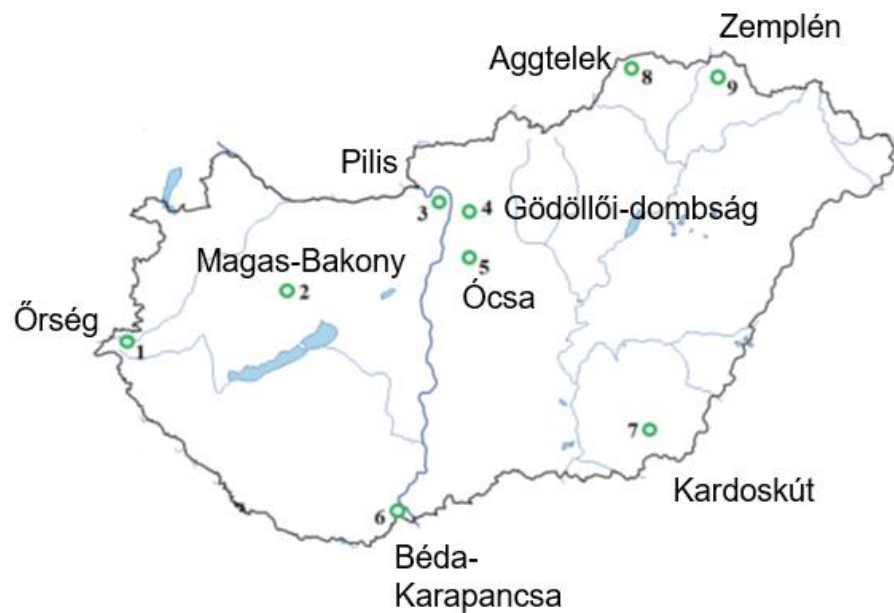 Zemplén
Aggtelek
8
9
Pilis
3
4
Gödöllői-dombság
Magas-Bakony
5
2
Ócsa
Őrség
1
7
Kardoskút
6
Béda-
Karapancsa